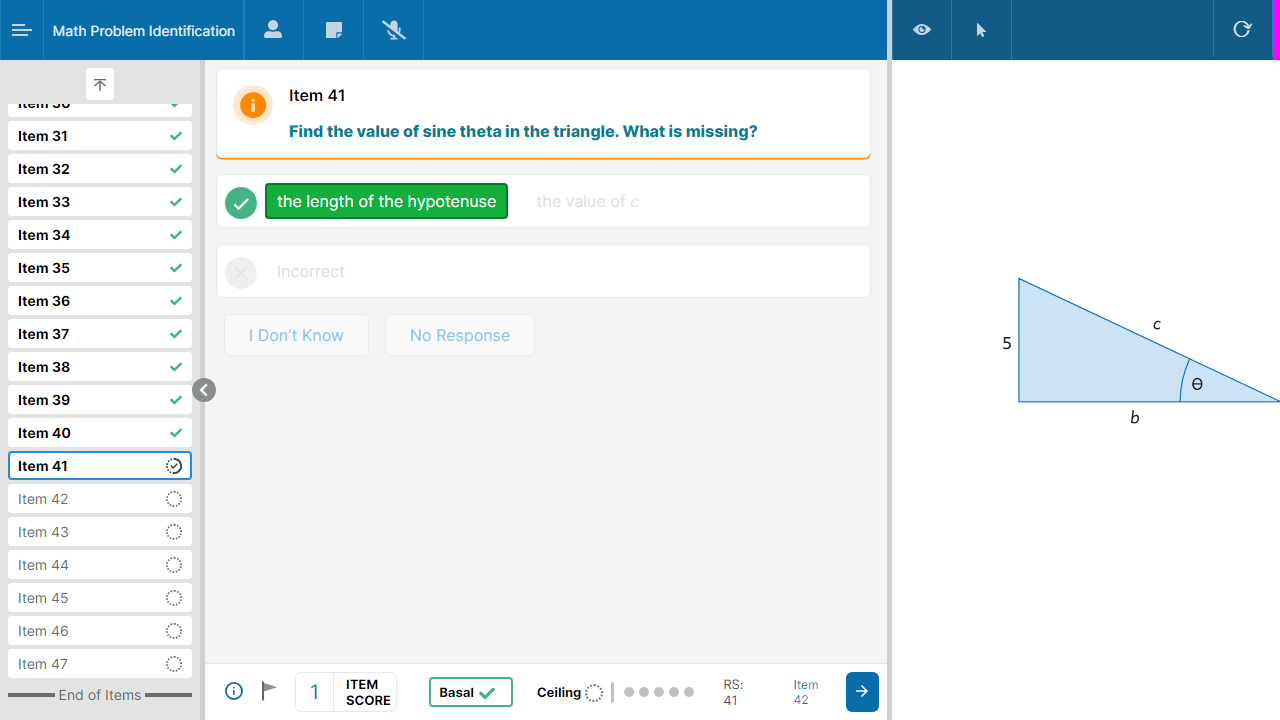 Math Problem Identification
Item 30
Item 31
Item 32
Item 33
Item 34
Item 35
Item 36
Item 37
Item 38
Item 39
Item 40
Item 41
Item 42
Item 43
Item 44
Item 45
Item 46
Item 47
End of Items
Item 41
Find the value of sine theta in the triangle. What is missing?
the length of the hypotenuse
the value of c
Incorrect
I Don't Know
No Response
1
ITEM
SCORE
Basal
Ceiling
RS:
41
Item
42
c
5
Θ
b